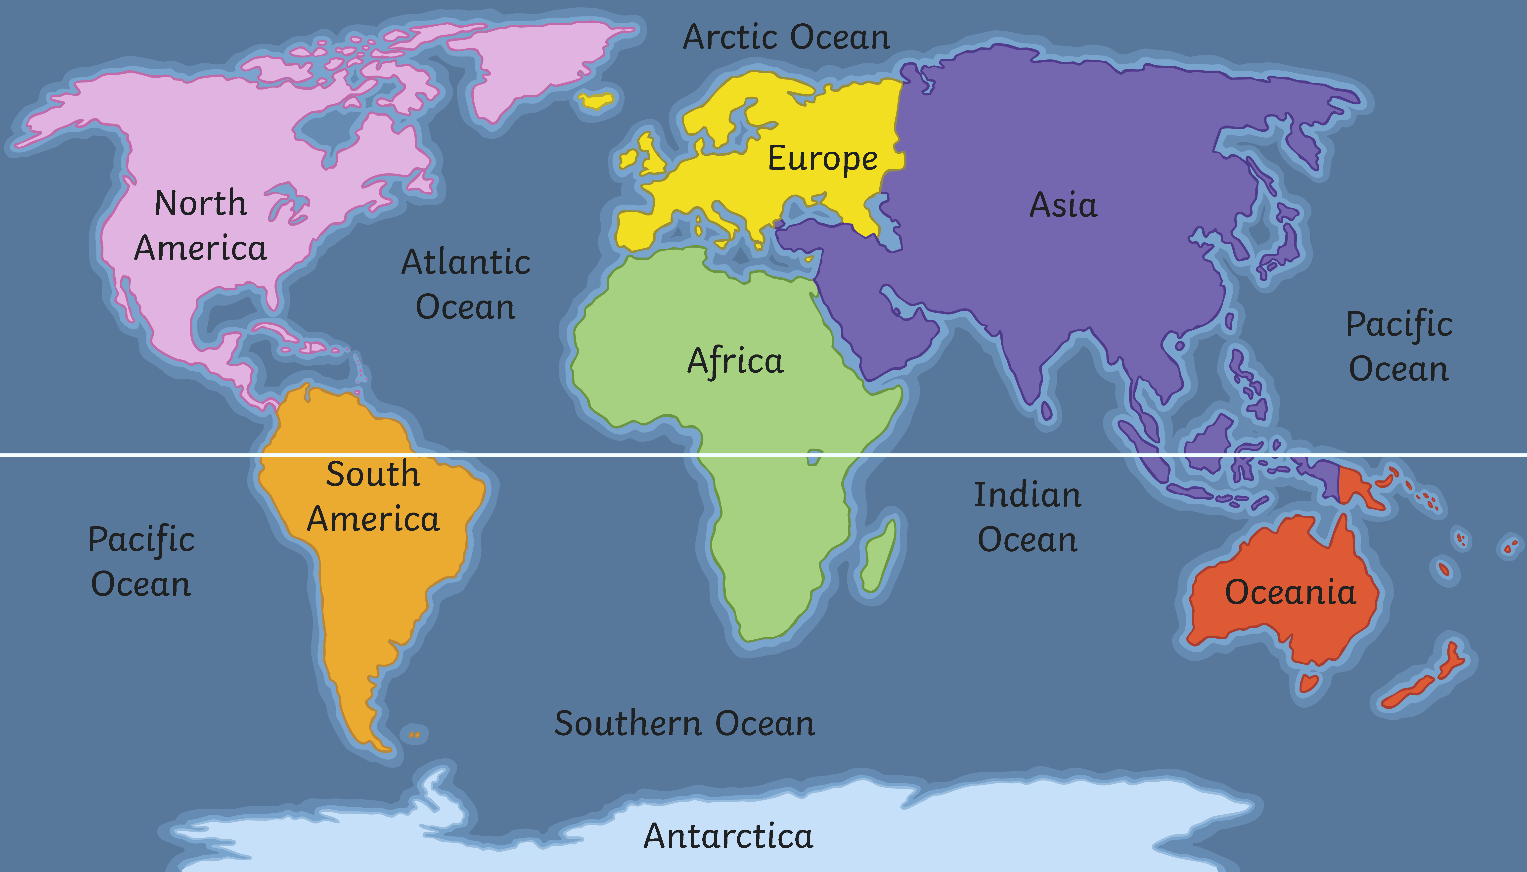 Arctic Ocean
Europe
North
America
Asia
Atlantic
Ocean
Pacific
Ocean
Africa
South
America
Indian
Ocean
Pacific
Ocean
Oceania
Southern Ocean
Antarctica